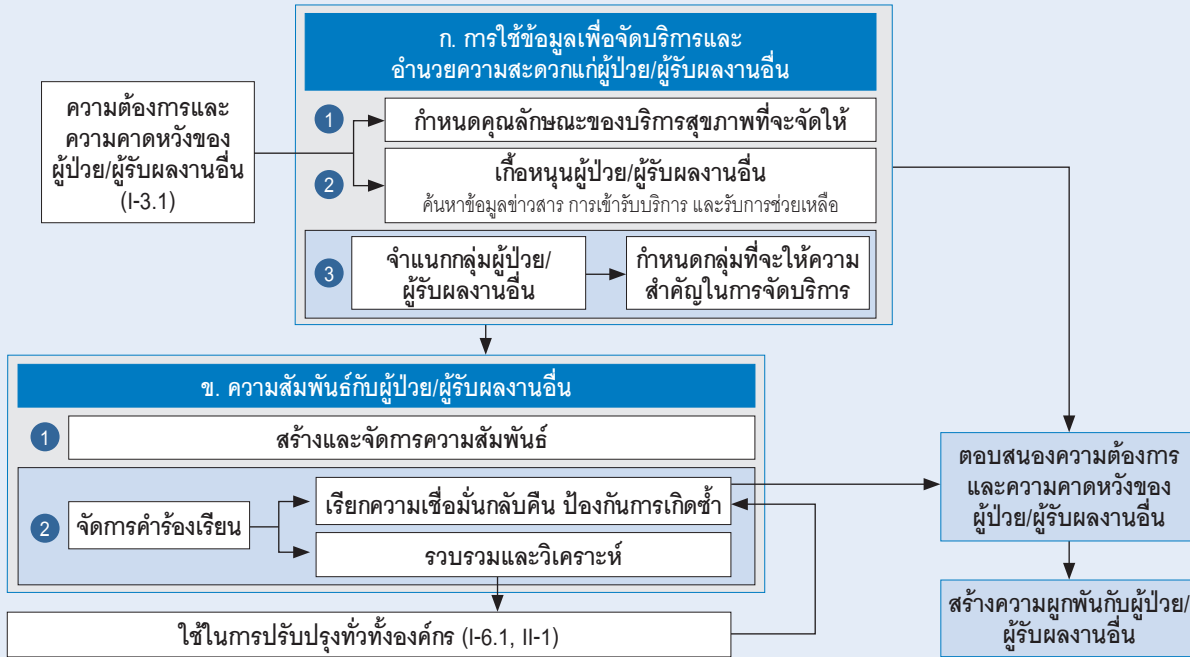 ก. การใช้ข้อมูลเพื่อจัดบริการและ
อำนวยความสะดวกแก่ผู้ป่วย/ผู้รับผลงานอื่น
ความต้องการและ
ความคาดหวังของ
ผู้ป่วย/ผู้รับผลงานอื่น
(I-3.1)
1 กำหนดคุณลักษณะของบริการสุขภาพที่จะจัดให้
2 เกื้อหนุนผู้ป่วย/ผู้รับผลงานอื่น
ค้นหาข้อมูลข่าวสาร การเข้ารับบริการ และรับการช่วยเหลือ
3 จำแนกกลุ่มผู้ป่วย/
ผู้รับผลงานอื่น
กำหนดกลุ่มที่จะให้ความ
สำคัญในการจัดบริการ
ข. ความสัมพันธ์กับผู้ป่วย/ผู้รับผลงานอื่น
1 สร้างและจัดการความสัมพันธ์
2 จัดการคำร้องเรียน
เรียกความเชื่อมั่นกลับคืน ป้องกันการเกิดซ้ำ
รวบรวมและวิเคราะห์
ใช้ในการปรับปรุงทั่วทั้งองค์กร (I-6.1, II-1)
ตอบสนองความต้องการ
และความคาดหวังของ
ผู้ป่วย/ผู้รับผลงานอื่น
สร้างความผูกพันกับผู้ป่วย/
ผู้รับผลงานอื่น